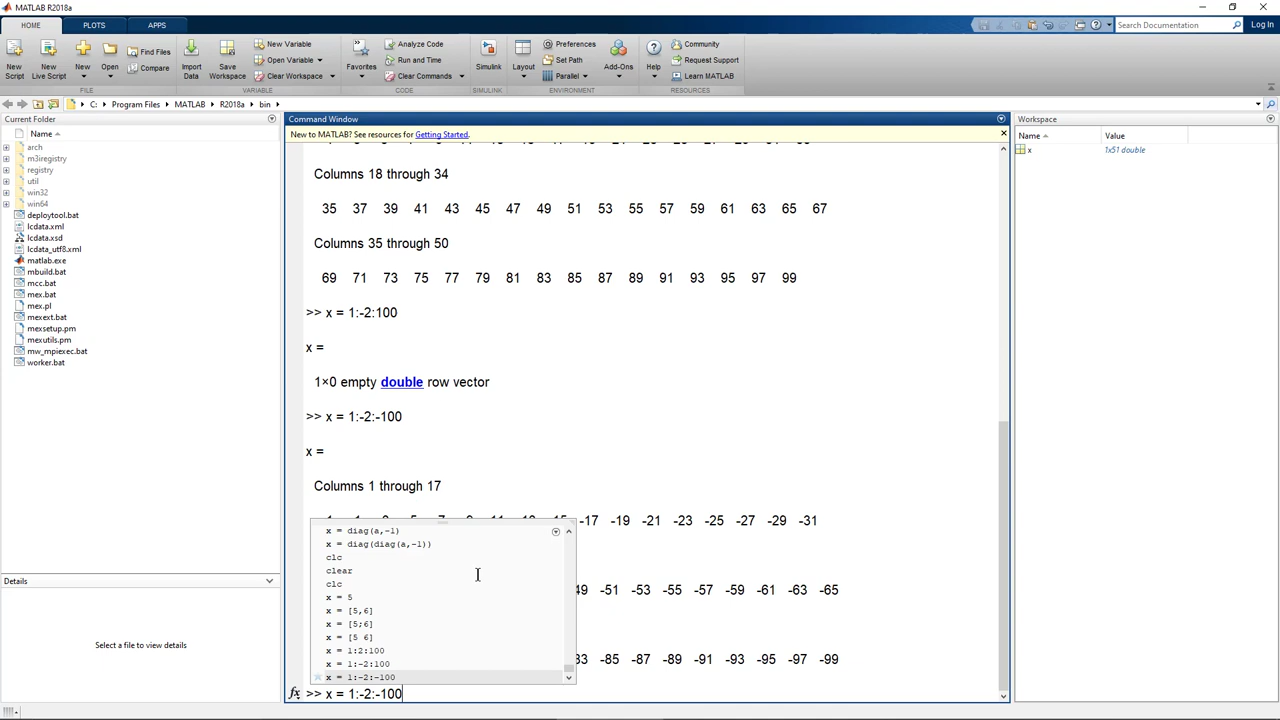 MATLAB R2018a
HOME PLOTS APPS
Search Documentation Log In
New Script
New Live Script
New
Open
Find Files
Compare
Import Data
Save Workspace
New Variable
Open Variable
Clear Workspace
Favorites
Analyze Code
Run and Time
Clear Commands
Simulink
Layout
Preferences
Set Path
Parallel
Add-Ons
Help
Community
Request Support
Learn MATLAB
FILE VARIABLE CODE SIMULINK ENVIRONMENT RESOURCES
C: Program Files MATLAB R2018a bin
Current Folder
Name
arch
m3iregistry
registry
util
win32
win64
deploytool.bat
lcdata.xml
lcdata.xsd
lcdata_utf8.xml
matlab.exe
mbuild.bat
mcc.bat
mex.bat
mex.pl
mexext.bat
mexsetup.pm
mexutils.pm
mw_mpiexec.bat
worker.bat
Details
Select a file to view details
Command Window
New to MATLAB? See resources for Getting Started.
Columns 18 through 34
35 37 39 41 43 45 47 49 51 53 55 57 59 61 63 65 67
Columns 35 through 50
69 71 73 75 77 79 81 83 85 87 89 91 93 95 97 99
>> x = 1:-2:100
x =
1×0 empty double row vector
>> x = 1:-2:-100
x =
Columns 1 through 17
-17 -19 -21 -23 -25 -27 -29 -31
-51 -53 -55 -57 -59 -61 -63 -65
-85 -87 -89 -91 -93 -95 -97 -99
x = diag(a,-1)
x = diag(diag(a,-1))
clc
clear
clc
x = 5
x = [5,6]
x = [5;6]
x = [5 6]
x = 1:2:100
x = 1:-2:100
x = 1:-2:-100
fx >> x = 1:-2:-100
Workspace
Name Value
x 1x51 double